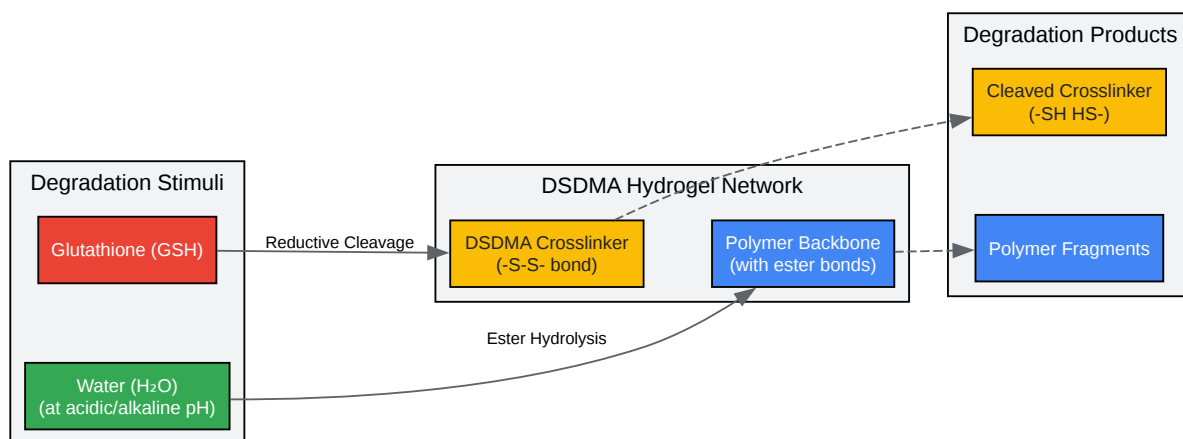 Degradation Stimuli
Glutathione (GSH)
Water (H₂O)
(at acidic/alkaline pH)
Reductive Cleavage
Ester Hydrolysis
DSDMA Hydrogel Network
DSDMA Crosslinker
(-S-S- bond)
Polymer Backbone
(with ester bonds)
Degradation Products
Cleaved Crosslinker
(-SH HS-)
Polymer Fragments